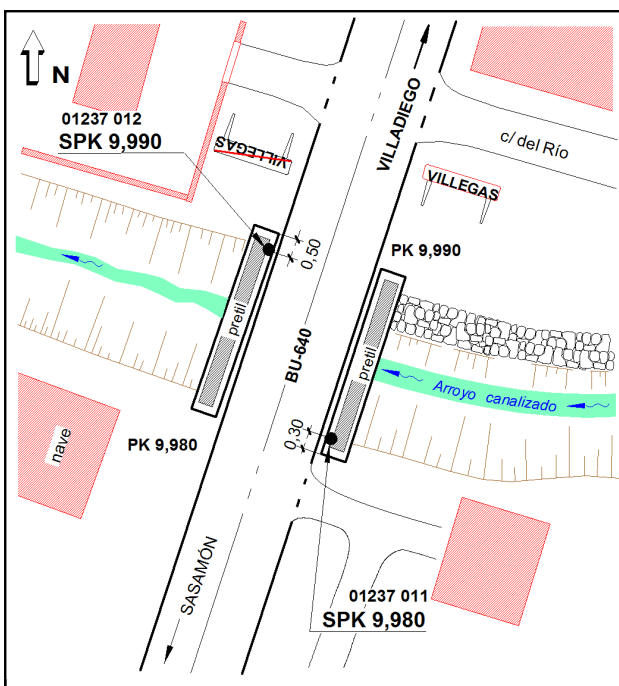 N
01237 012
SPK 9,990
VILLEGAS
VILLADIEGO
c/ del Río
VILLEGAS
PK 9,990
0,50
pretil
BU-640
pretil
Arroyo canalizado
0,30
PK 9,980
nave
SASAMÓN
01237 011
SPK 9,980